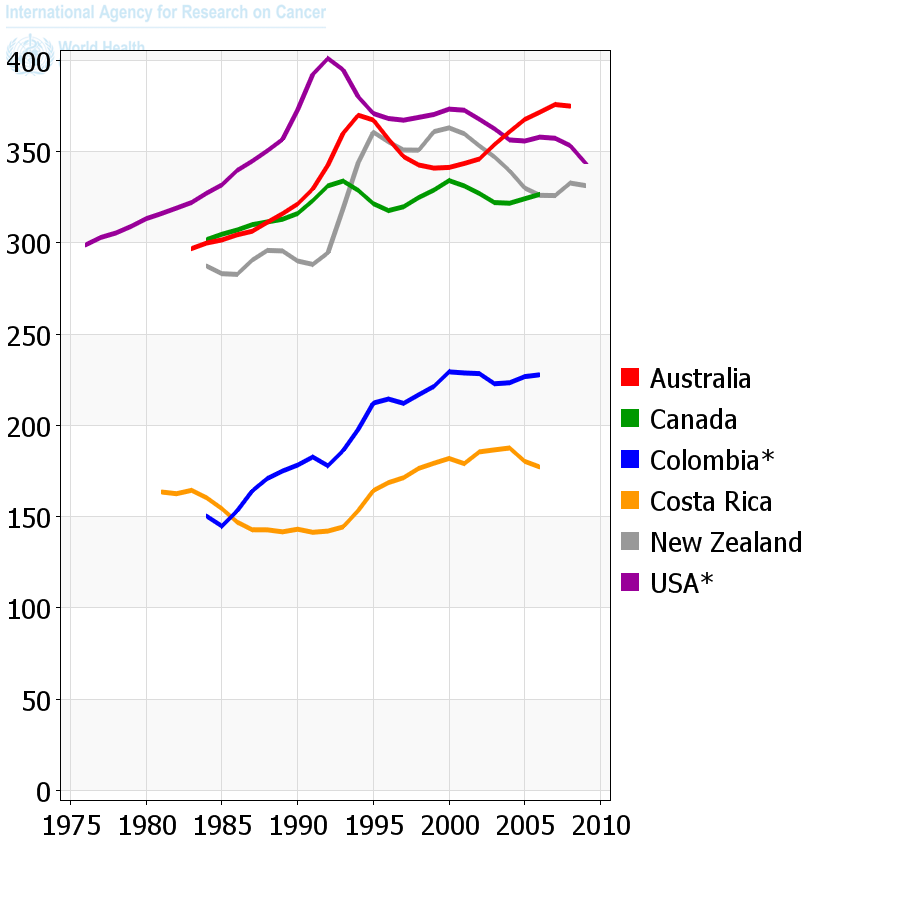 International Agency for Research on Cancer
World Health
400
350
300
250
200
150
100
50
0
1975 1980 1985 1990 1995 2000 2005 2010
Australia
Canada
Colombia*
Costa Rica
New Zealand
USA*